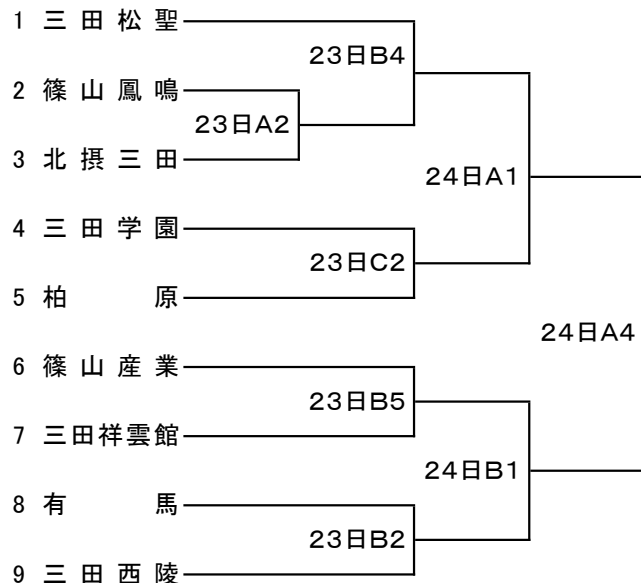 1 三田松聖
23日B4
2 篠山鳳鳴
23日A2
3 北摂三田
24日A1
4 三田学園
23日C2
5 柏原
24日A4
6 篠山産業
23日B5
7 三田祥雲館
24日B1
8 有馬
23日B2
9 三田西陵